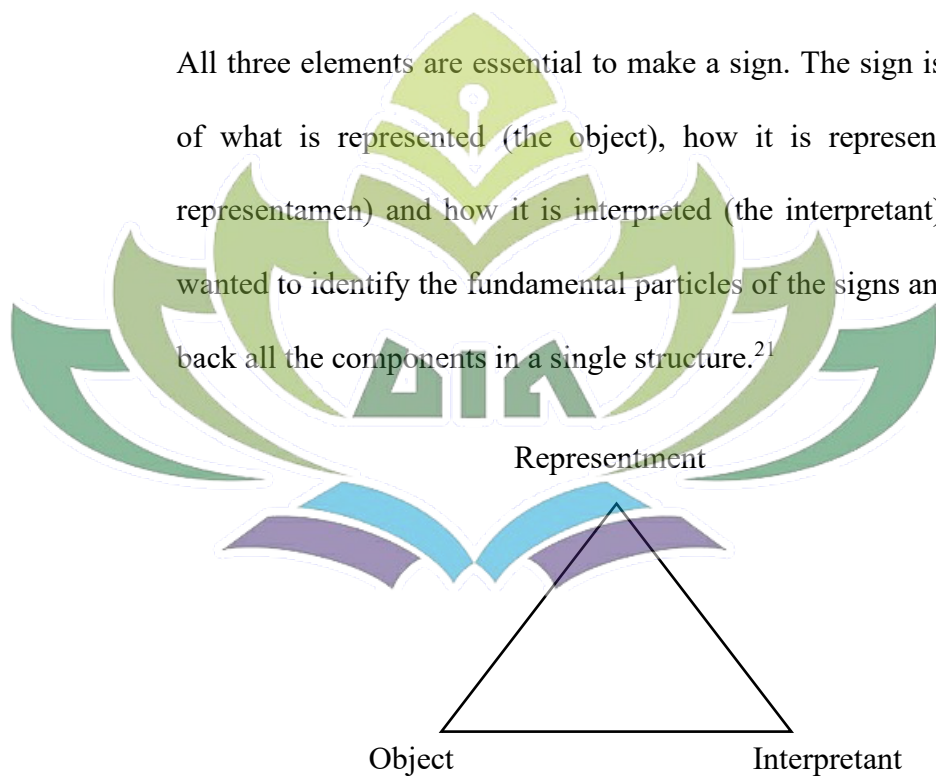 All three elements are essential to make a sign. The sign is
of what is represented (the object), how it is represen
representamen) and how it is interpreted (the interpretant)
wanted to identify the fundamental particles of the signs an
back all the components in a single structure.21
Representment
Object Interpretant